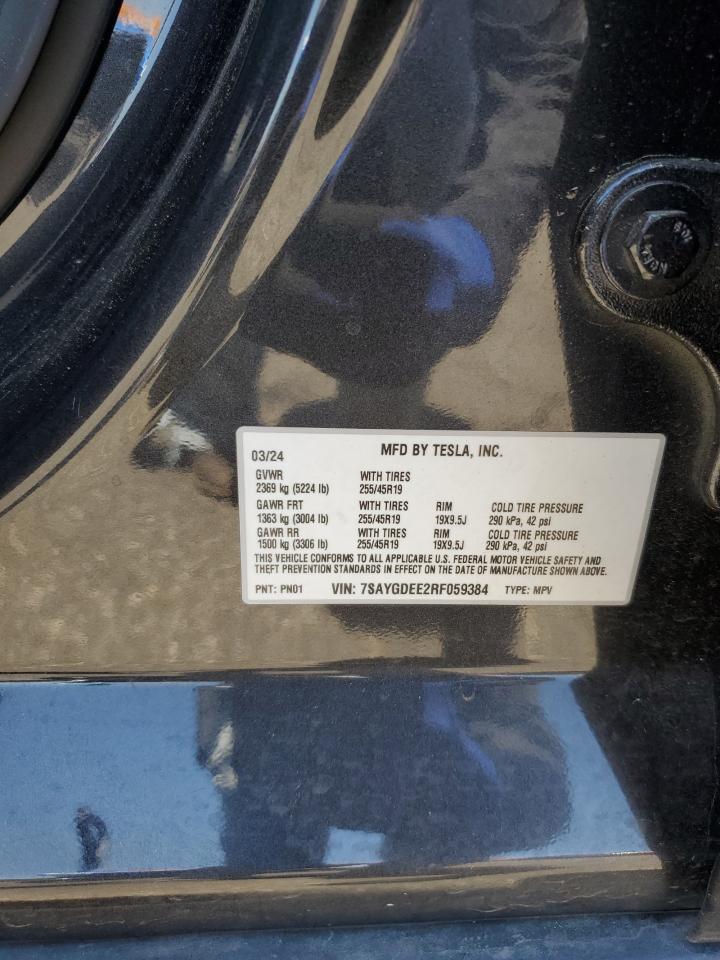 03/24 MFD BY TESLA, INC.
GVWR WITH TIRES
2369 kg (5224 lb) 255/45R19
GAWR FRT WITH TIRES RIM COLD TIRE PRESSURE
1363 kg (3004 lb) 255/45R19 19X9.5J 290 kPa, 42 psi
GAWR RR WITH TIRES RIM COLD TIRE PRESSURE
1500 kg (3306 lb) 255/45R19 19X9.5J 290 kPa, 42 psi
THIS VEHICLE CONFORMS TO ALL APPLICABLE U.S. FEDERAL MOTOR VEHICLE SAFETY AND
THEFT PREVENTION STANDARDS IN EFFECT ON THE DATE OF MANUFACTURE SHOWN ABOVE.
PNT: PN01 VIN: 7SAYGDEE2RF059384 TYPE: MPV